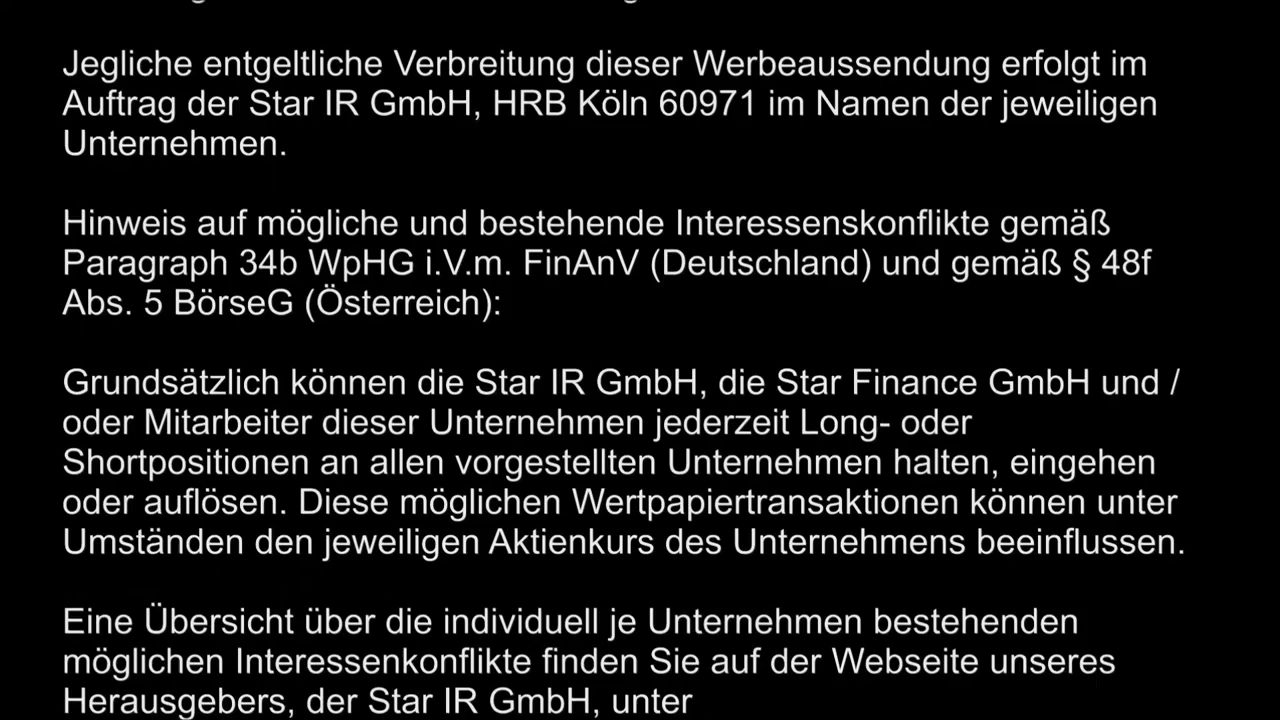 Jegliche entgeltliche Verbreitung dieser Werbeaussendung erfolgt im
Auftrag der Star IR GmbH, HRB Köln 60971 im Namen der jeweiligen
Unternehmen.
Hinweis auf mögliche und bestehende Interessenskonflikte gemäß
Paragraph 34b WpHG i.V.m. FinAnV (Deutschland) und gemäß § 48f
Abs. 5 BörseG (Österreich):
Grundsätzlich können die Star IR GmbH, die Star Finance GmbH und /
oder Mitarbeiter dieser Unternehmen jederzeit Long- oder
Shortpositionen an allen vorgestellten Unternehmen halten, eingehen
oder auflösen. Diese möglichen Wertpapiertransaktionen können unter
Umständen den jeweiligen Aktienkurs des Unternehmens beeinflussen.
Eine Übersicht über die individuell je Unternehmen bestehenden
möglichen Interessenkonflikte finden Sie auf der Webseite unseres
Herausgebers, der Star IR GmbH, unter